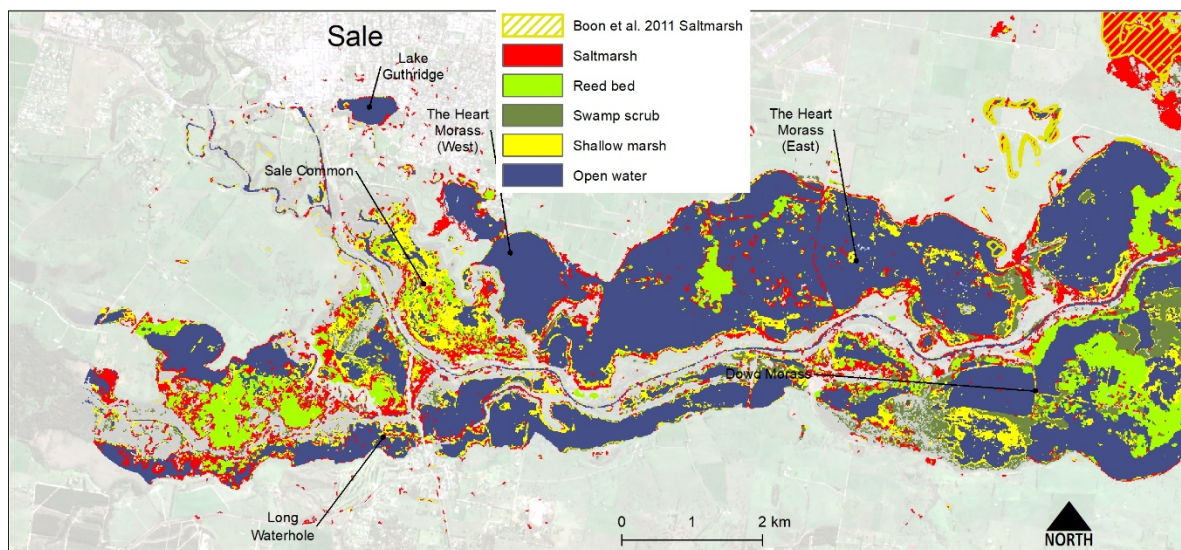 Sale
Lake
Guthridge
The Heart
Morass
(West)
Sale Common
Boon et al. 2011 Saltmarsh
Saltmarsh
Reed bed
Swamp scrub
Shallow marsh
Open water
The Heart
Morass
(East)
Dowd Morass
Long
Waterhole
0 1 2 km
NORTH